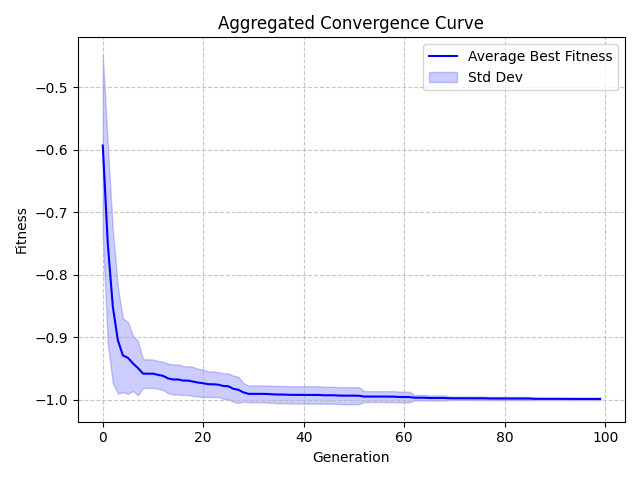 Aggregated Convergence Curve
Average Best Fitness
Std Dev
Fitness
−0.5
−0.6
−0.7
−0.8
−0.9
−1.0
0 20 40 60 80 100
Generation